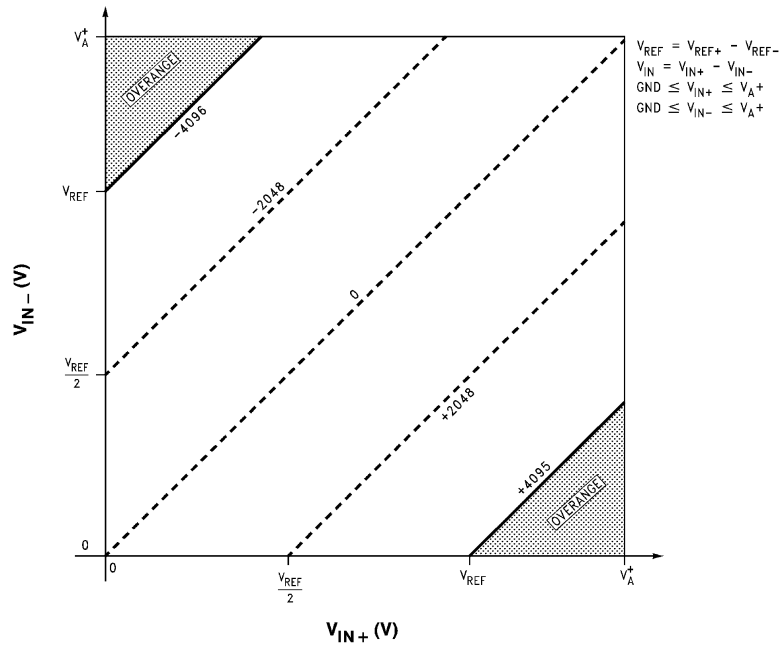 V_A^+
OVERANGE
-4096
V_REF
-2048
0
V_IN- (V)
V_REF
2
+2048
+4095
OVERANGE
0
0
V_REF
2
V_REF
V_A^+
V_IN+ (V)
V_REF = V_REF+ - V_REF-
V_IN = V_IN+ - V_IN-
GND ≤ V_IN+ ≤ V_A+
GND ≤ V_IN- ≤ V_A+